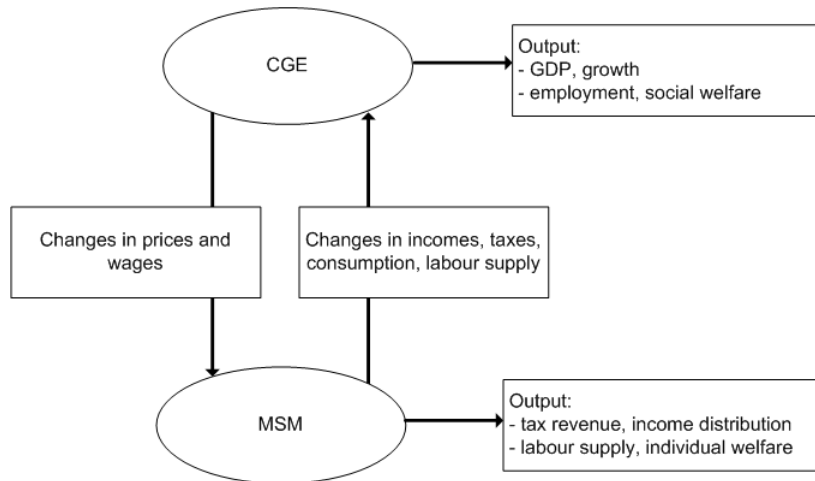 CGE
Output:
- GDP, growth
- employment, social welfare
Changes in prices and
wages
Changes in incomes, taxes,
consumption, labour supply
MSM
Output:
- tax revenue, income distribution
- labour supply, individual welfare